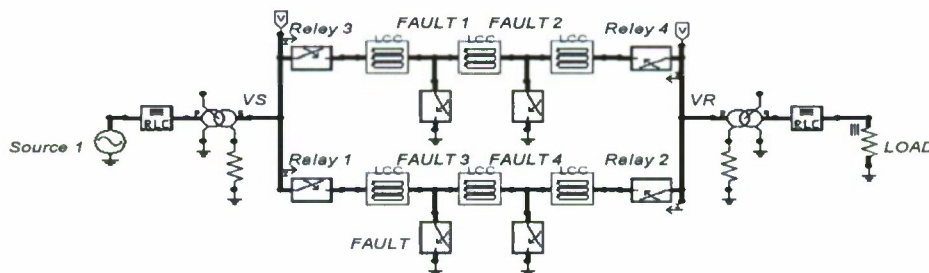 V
V
Relay 3
FAULT 1
FAULT 2
Relay 4
LCC
LCC
LCC
VS
VR
RLC
RLC
Source 1
LOAD
Relay 1
FAULT 3
FAULT 4
Relay 2
LCC
LCC
LCC
FAULT